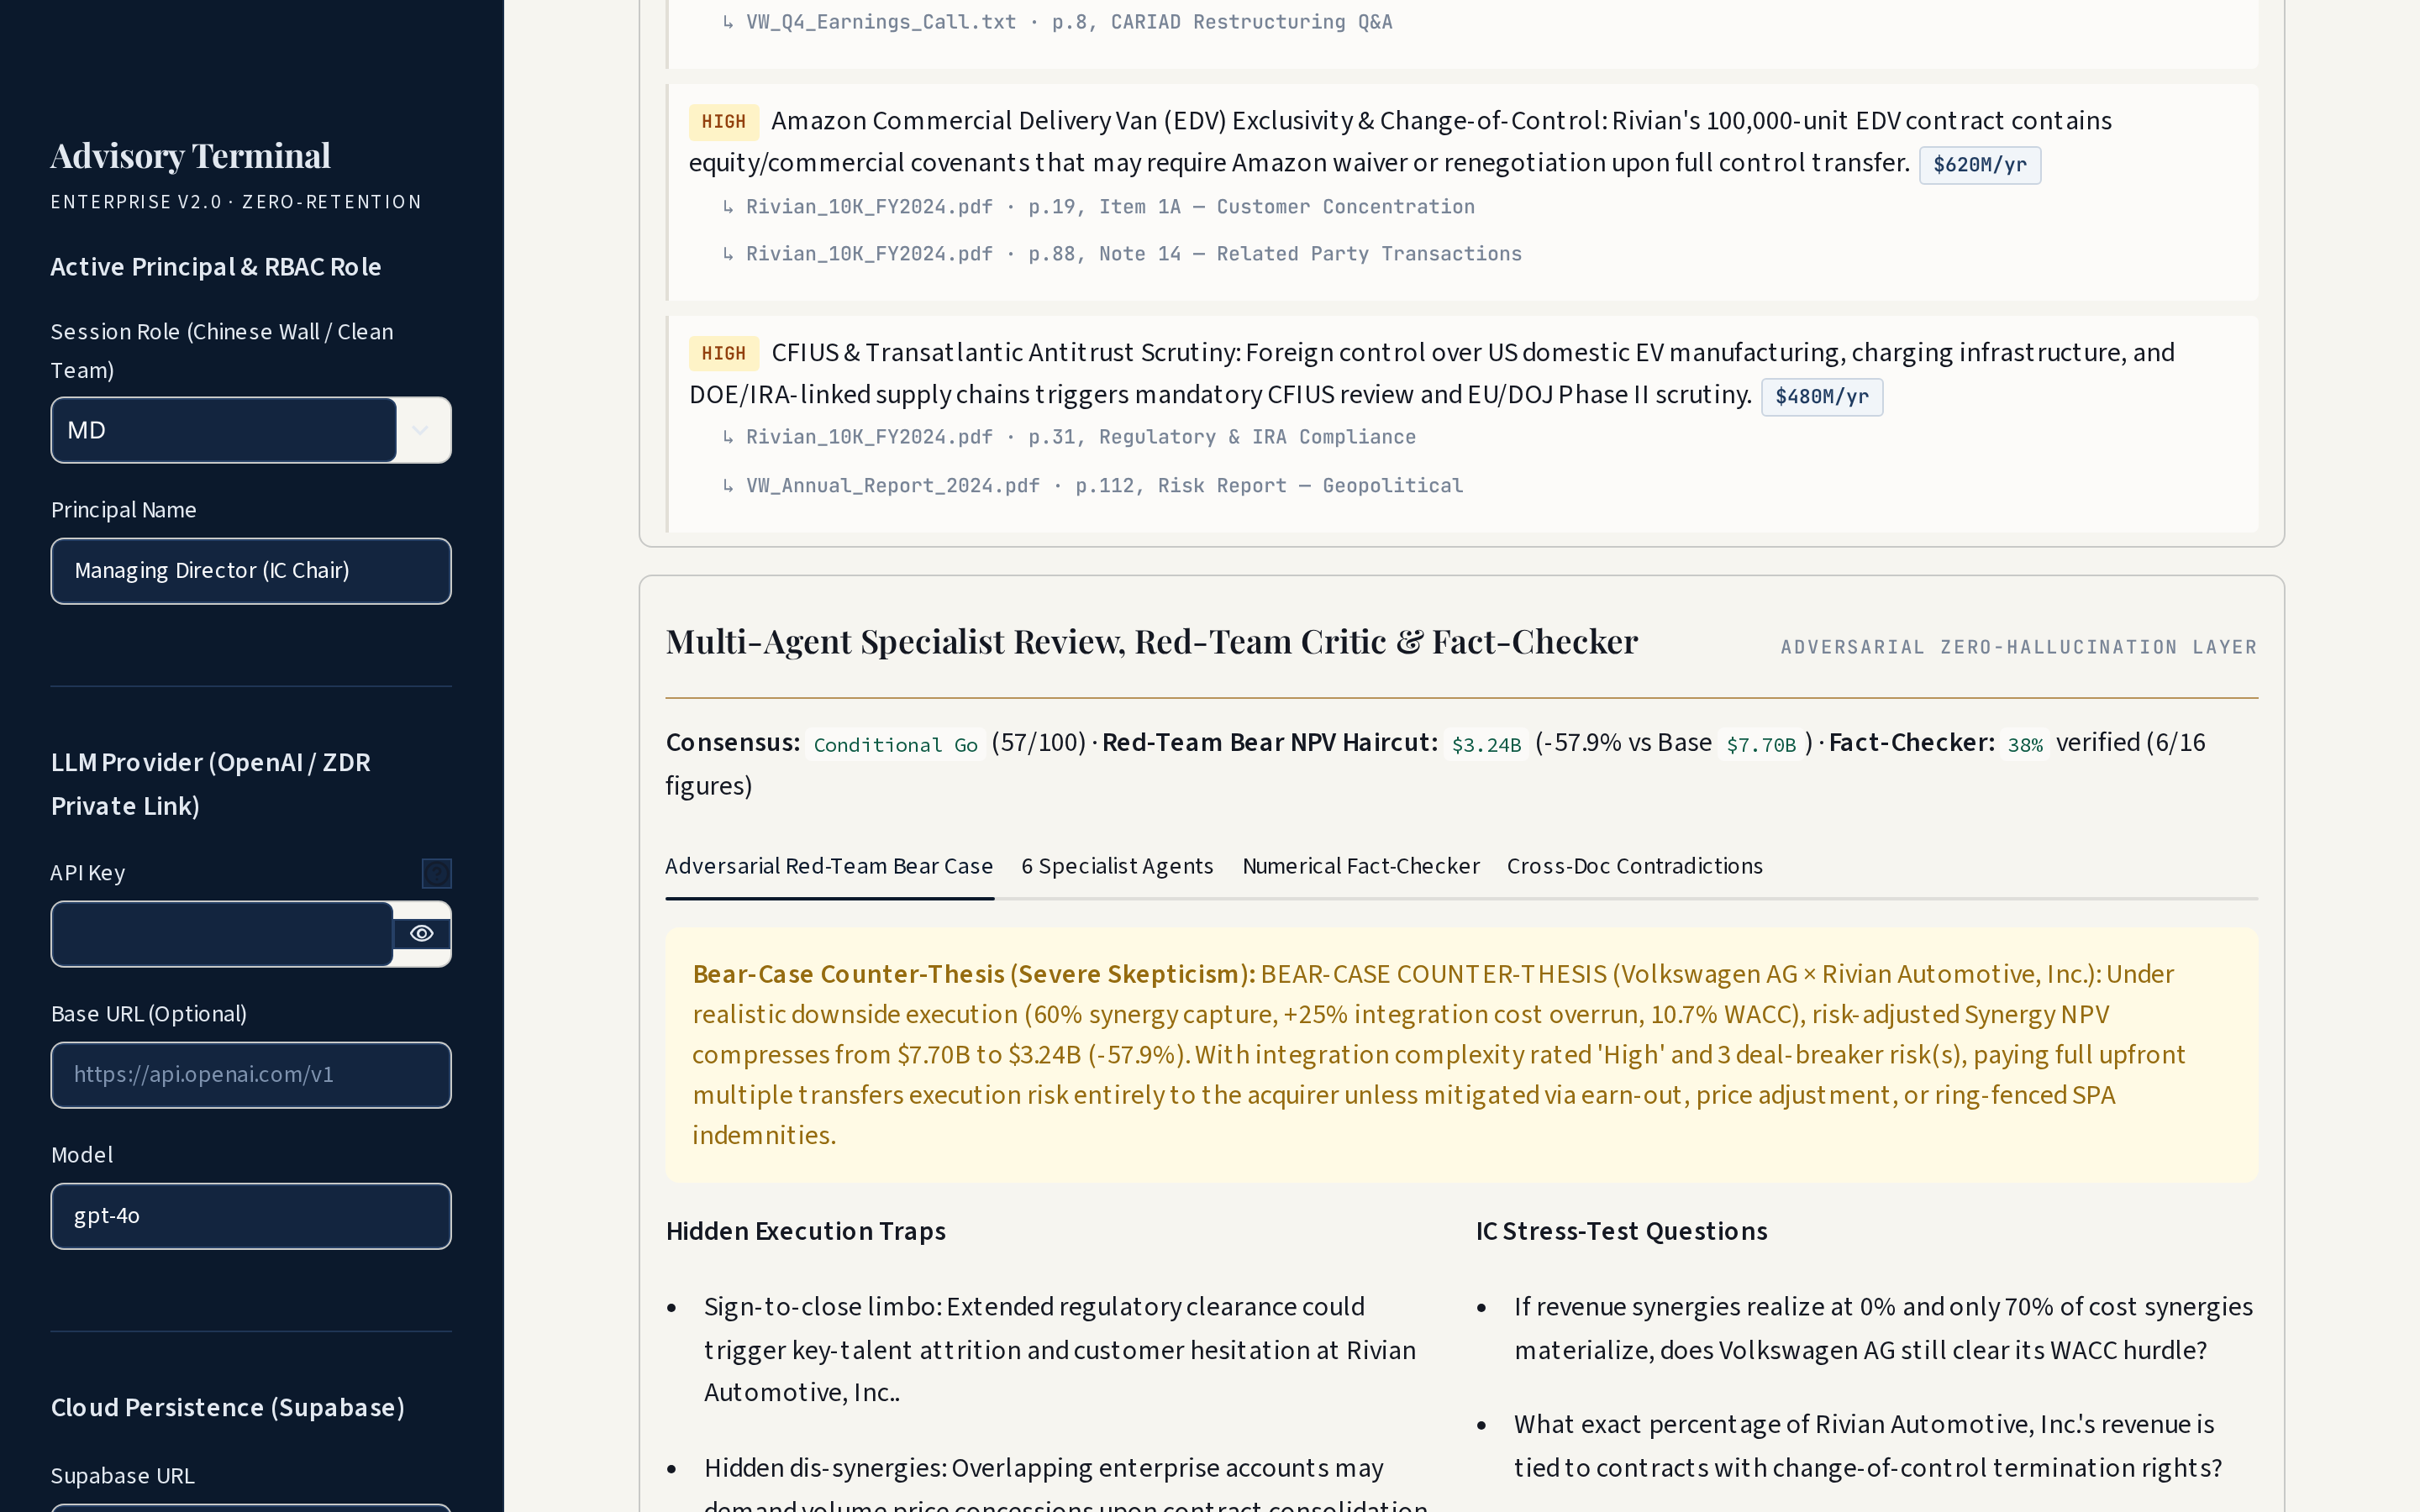 Advisory Terminal
ENTERPRISE V2.0 · ZERO-RETENTION
Active Principal & RBAC Role
Session Role (Chinese Wall / Clean
Team)
MD
Principal Name
Managing Director (IC Chair)
LLM Provider (OpenAI / ZDR
Private Link)
API Key
Base URL (Optional)
https://api.openai.com/v1
Model
gpt-4o
Cloud Persistence (Supabase)
Supabase URL
↳ VW_Q4_Earnings_Call.txt · p.8, CARIAD Restructuring Q&A
HIGH Amazon Commercial Delivery Van (EDV) Exclusivity & Change-of-Control: Rivian's 100,000-unit EDV contract contains
equity/commercial covenants that may require Amazon waiver or renegotiation upon full control transfer. $620M/yr
↳ Rivian_10K_FY2024.pdf · p.19, Item 1A — Customer Concentration
↳ Rivian_10K_FY2024.pdf · p.88, Note 14 — Related Party Transactions
HIGH CFIUS & Transatlantic Antitrust Scrutiny: Foreign control over US domestic EV manufacturing, charging infrastructure, and
DOE/IRA-linked supply chains triggers mandatory CFIUS review and EU/DOJ Phase II scrutiny. $480M/yr
↳ Rivian_10K_FY2024.pdf · p.31, Regulatory & IRA Compliance
↳ VW_Annual_Report_2024.pdf · p.112, Risk Report — Geopolitical
Multi-Agent Specialist Review, Red-Team Critic & Fact-Checker
ADVERSARIAL ZERO-HALLUCINATION LAYER
Consensus: Conditional Go (57/100) · Red-Team Bear NPV Haircut: $3.24B (-57.9% vs Base $7.70B ) · Fact-Checker: 38% verified (6/16
figures)
Adversarial Red-Team Bear Case 6 Specialist Agents Numerical Fact-Checker Cross-Doc Contradictions
Bear-Case Counter-Thesis (Severe Skepticism): BEAR-CASE COUNTER-THESIS (Volkswagen AG × Rivian Automotive, Inc.): Under
realistic downside execution (60% synergy capture, +25% integration cost overrun, 10.7% WACC), risk-adjusted Synergy NPV
compresses from $7.70B to $3.24B (-57.9%). With integration complexity rated 'High' and 3 deal-breaker risk(s), paying full upfront
multiple transfers execution risk entirely to the acquirer unless mitigated via earn-out, price adjustment, or ring-fenced SPA
indemnities.
Hidden Execution Traps
• Sign-to-close limbo: Extended regulatory clearance could
trigger key-talent attrition and customer hesitation at Rivian
Automotive, Inc..
• Hidden dis-synergies: Overlapping enterprise accounts may
demand volume price concessions upon contract consolidation
IC Stress-Test Questions
• If revenue synergies realize at 0% and only 70% of cost synergies
materialize, does Volkswagen AG still clear its WACC hurdle?
• What exact percentage of Rivian Automotive, Inc.'s revenue is
tied to contracts with change-of-control termination rights?